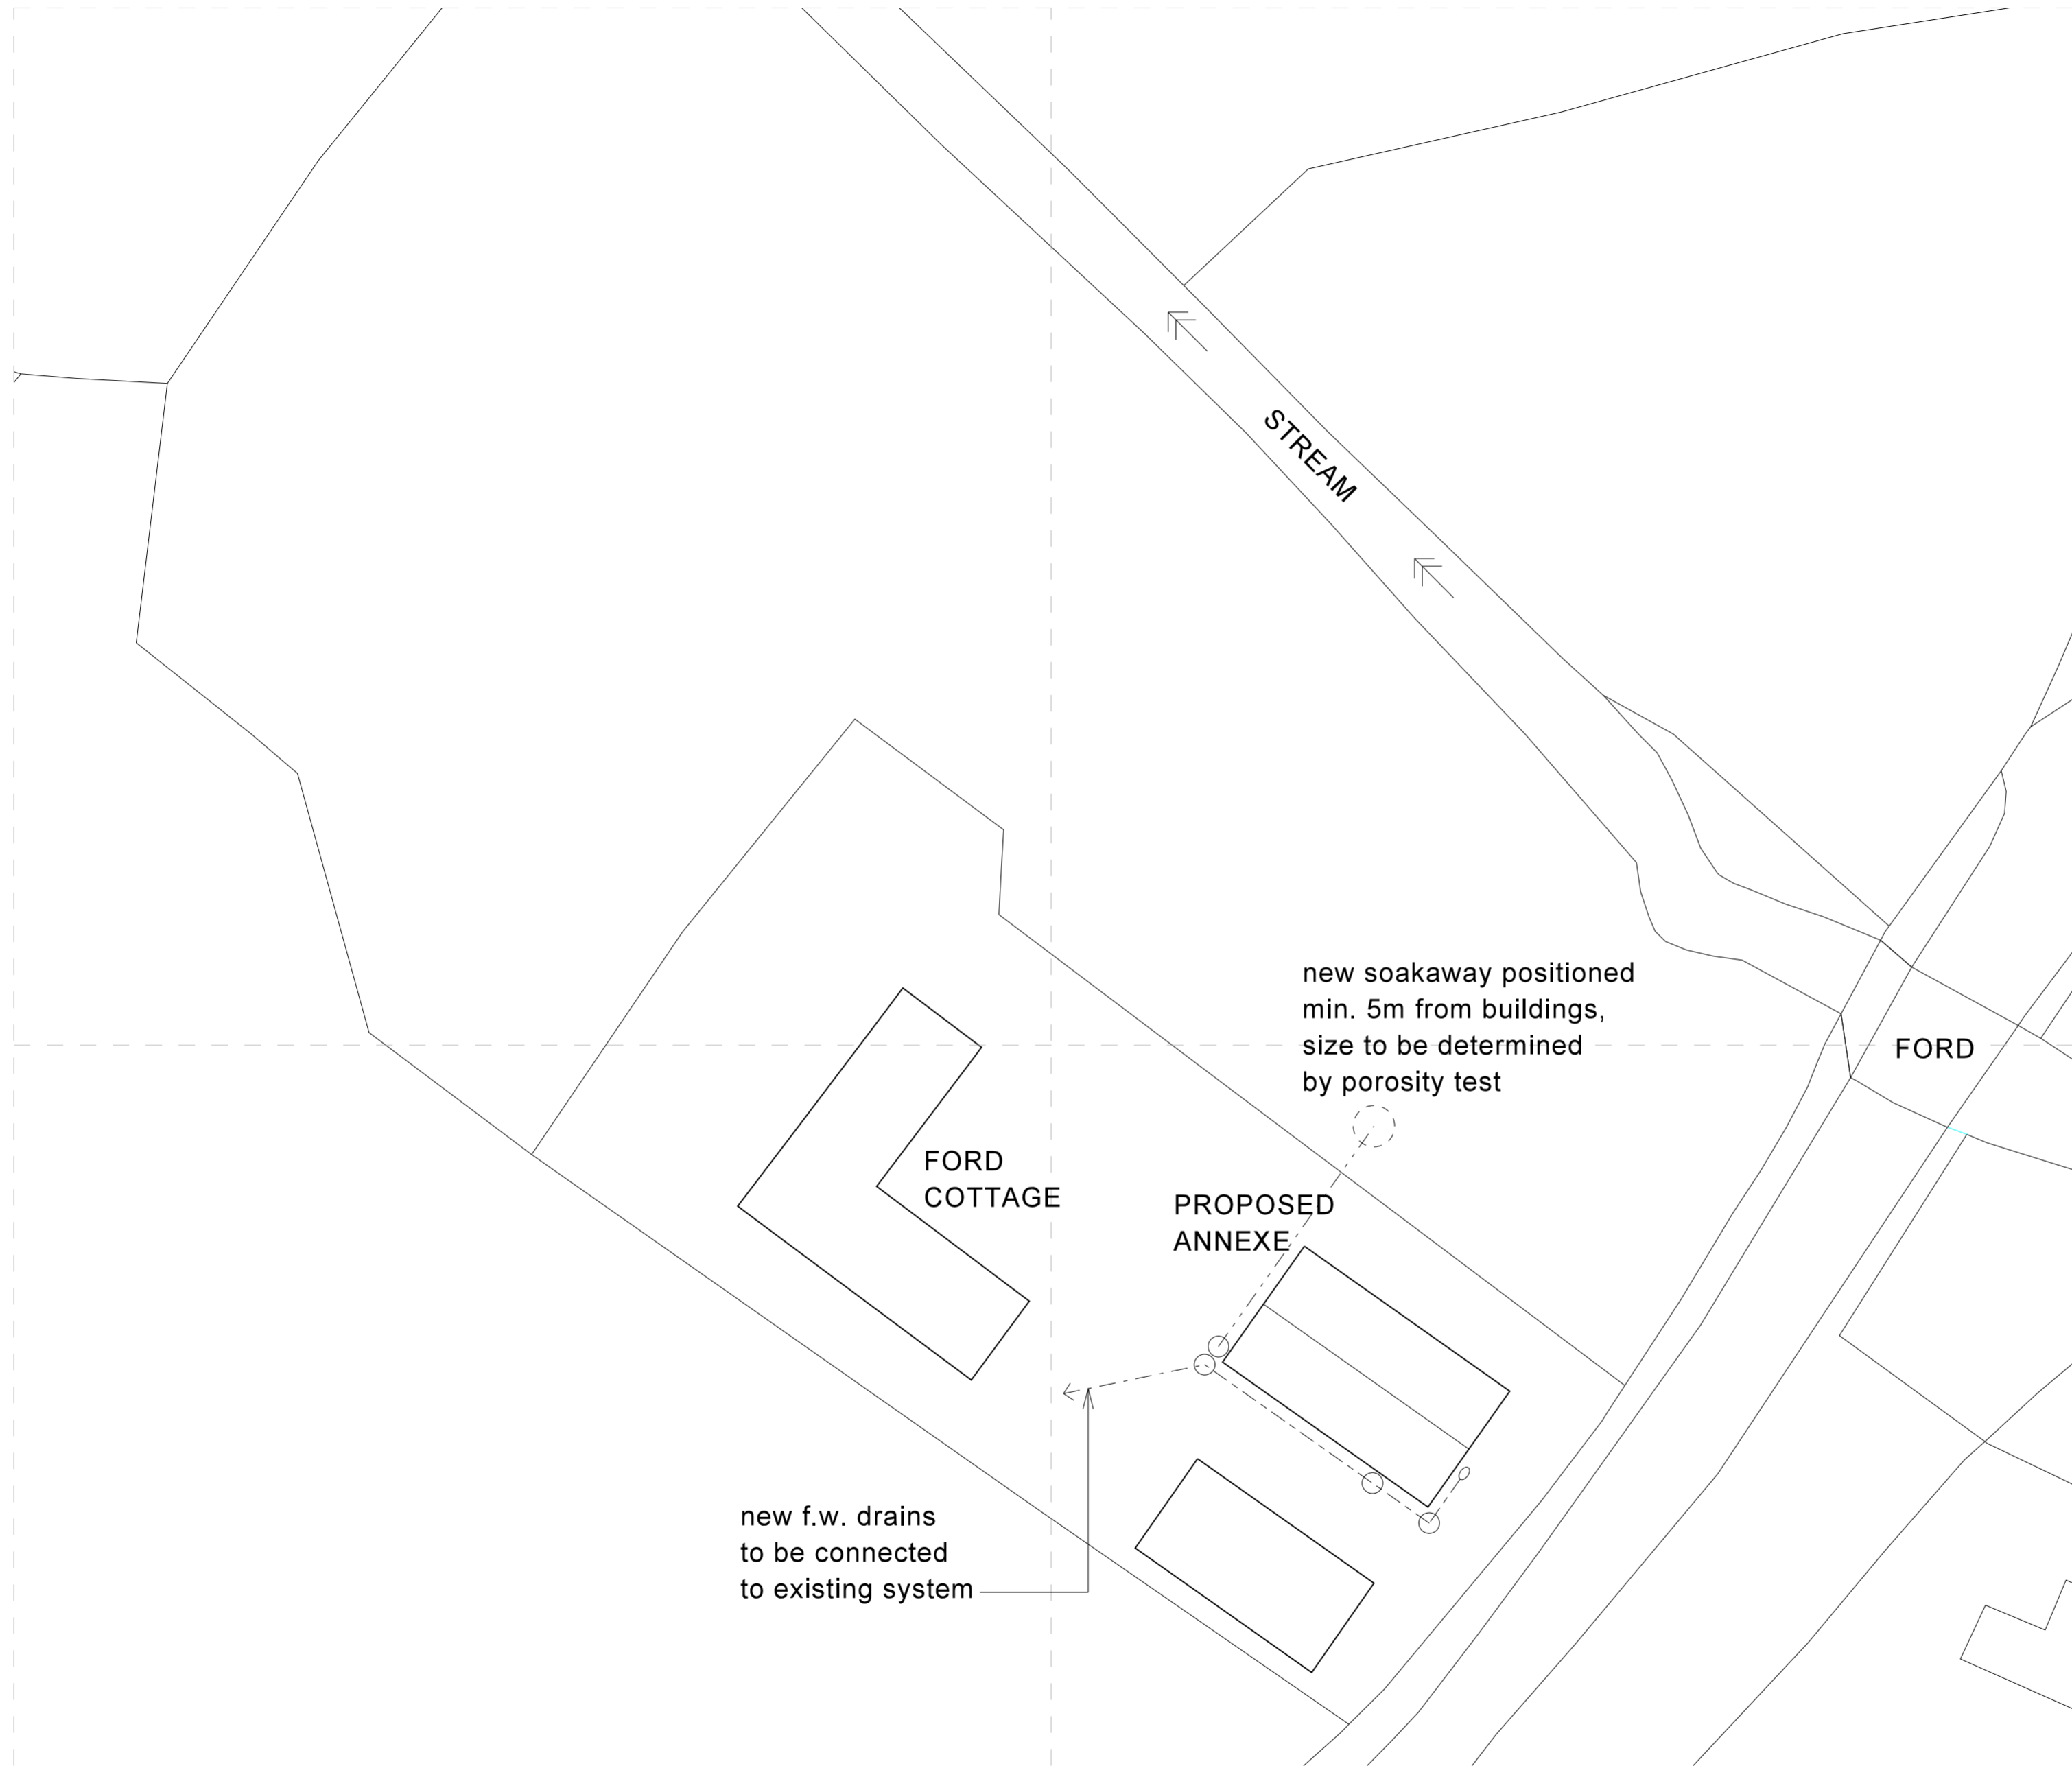 STREAM
new soakaway positioned
min. 5m from buildings,
size to be determined
by porosity test
FORD
FORD
COTTAGE
PROPOSED
ANNEXE
new f.w. drains
to be connected
to existing system